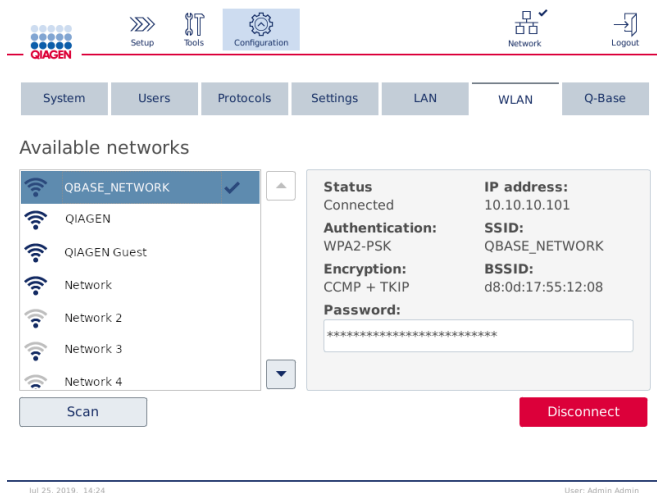 QIAGEN
Setup
Tools
Configuration
Network
Logout
System
Users
Protocols
Settings
LAN
WLAN
Q-Base
Available networks
QBASE_NETWORK
QIAGEN
QIAGEN Guest
Network
Network 2
Network 3
Network 4
Status
Connected
Authentication:
WPA2-PSK
Encryption:
CCMP + TKIP
IP address:
10.10.10.101
SSID:
QBASE_NETWORK
BSSID:
d8:0d:17:55:12:08
Password:
**************************
Scan
Disconnect
Jul 25, 2019, 14:24
User: Admin Admin